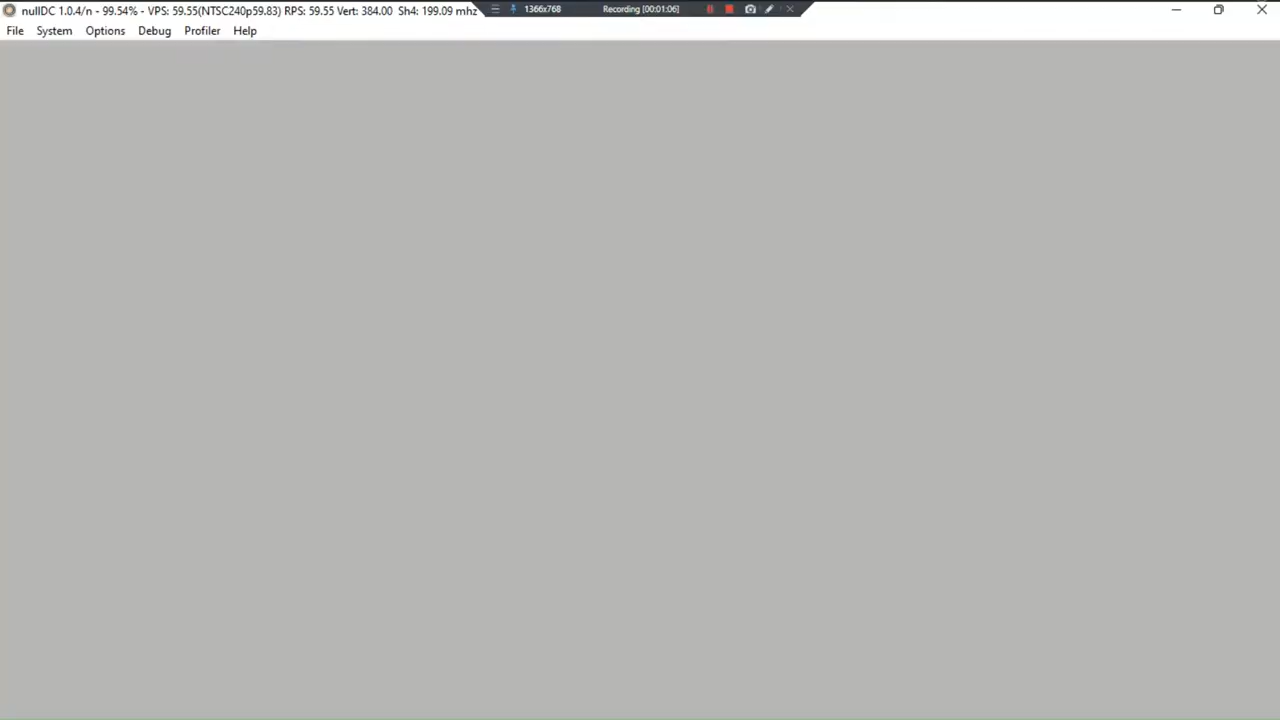 nullDC 1.0.4/n - 99.54% - VPS: 59.55(NTSC240p59.83) RPS: 59.55 Vert: 384.00 Sh4: 199.09 mhz
1366x768 Recording [00:01:06]
File System Options Debug Profiler Help